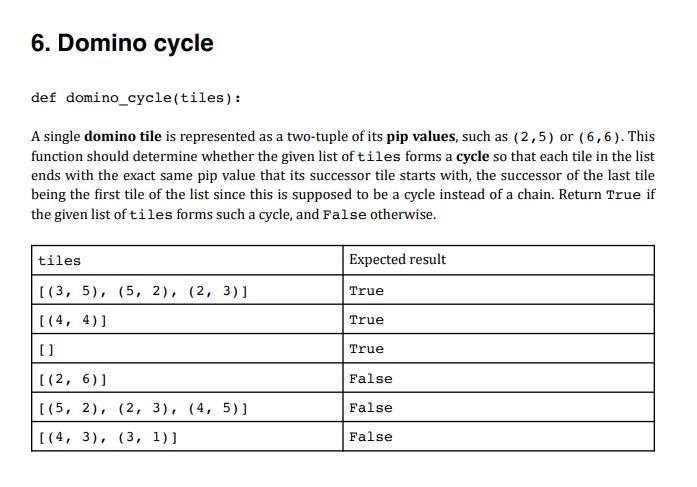 6. Domino cycle
def domino_cycle(tiles):
A single domino tile is represented as a two-tuple of its pip values, such as (2,5) or (6,6). This
function should determine whether the given list of tiles forms a cycle so that each tile in the list
ends with the exact same pip value that its successor tile starts with, the successor of the last tile
being the first tile of the list since this is supposed to be a cycle instead of a chain. Return True if
the given list of tiles forms such a cycle, and False otherwise.
tiles Expected result
[(3, 5), (5, 2), (2, 3)] True
[(4, 4)] True
[] True
[(2, 6)] False
[(5, 2), (2, 3), (4, 5)] False
[(4, 3), (3, 1)] False